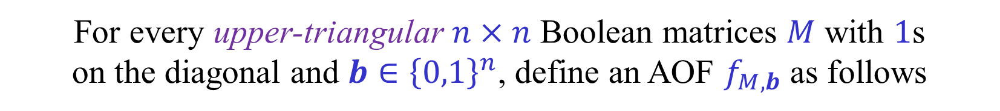 For every upper-triangular n × n Boolean matrices M with 1s
on the diagonal and b ∈ {0,1}ⁿ, define an AOF f_{M,b} as follows